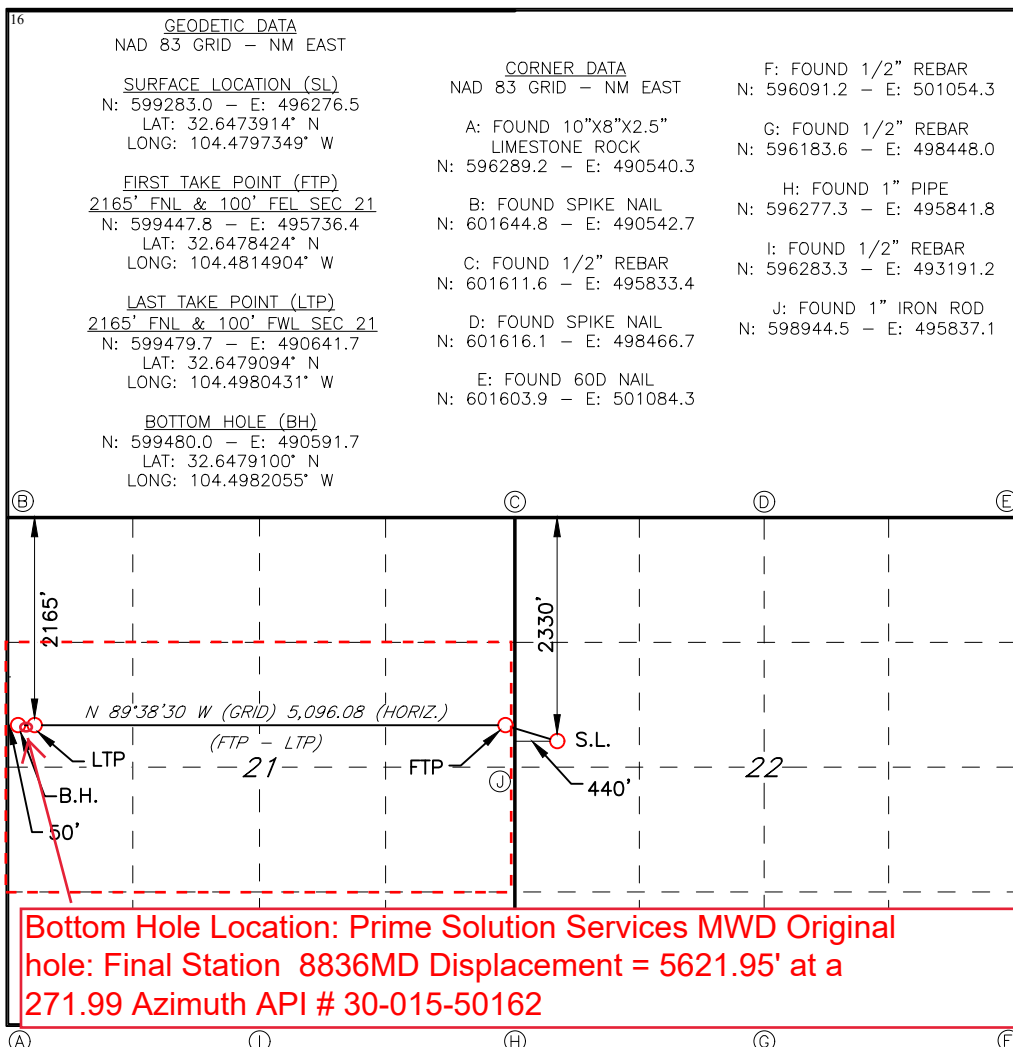 16
GEODETIC DATA
NAD 83 GRID – NM EAST
SURFACE LOCATION (SL)
N: 599283.0 – E: 496276.5
LAT: 32.6473914° N
LONG: 104.4797349° W
FIRST TAKE POINT (FTP)
2165' FNL & 100' FEL SEC 21
N: 599447.8 – E: 495736.4
LAT: 32.6478424° N
LONG: 104.4814904° W
LAST TAKE POINT (LTP)
2165' FNL & 100' FWL SEC 21
N: 599479.7 – E: 490641.7
LAT: 32.6479094° N
LONG: 104.4980431° W
BOTTOM HOLE (BH)
N: 599480.0 – E: 490591.7
LAT: 32.6479100° N
LONG: 104.4982055° W
CORNER DATA
NAD 83 GRID – NM EAST
A: FOUND 10"X8"X2.5"
LIMESTONE ROCK
N: 596289.2 – E: 490540.3
B: FOUND SPIKE NAIL
N: 601644.8 – E: 490542.7
C: FOUND 1/2" REBAR
N: 601611.6 – E: 495833.4
D: FOUND SPIKE NAIL
N: 601616.1 – E: 498466.7
E: FOUND 60D NAIL
N: 601603.9 – E: 501084.3
F: FOUND 1/2" REBAR
N: 596091.2 – E: 501054.3
G: FOUND 1/2" REBAR
N: 596183.6 – E: 498448.0
H: FOUND 1" PIPE
N: 596277.3 – E: 495841.8
I: FOUND 1/2" REBAR
N: 596283.3 – E: 493191.2
J: FOUND 1" IRON ROD
N: 598944.5 – E: 495837.1
B C D E
2165'
2330'
N 89°38'30 W (GRID) 5,096.08 (HORIZ.)
(FTP – LTP)
LTP
21
FTP
S.L.
22
J
440'
B.H.
50'
Bottom Hole Location: Prime Solution Services MWD Original
hole: Final Station 8836MD Displacement = 5621.95' at a
271.99 Azimuth API # 30-015-50162
A I H G F